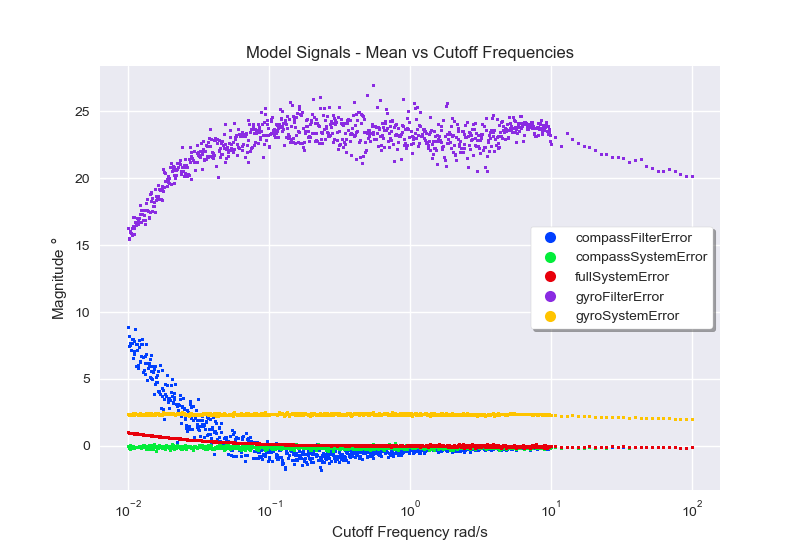 Model Signals - Mean vs Cutoff Frequencies
Magnitude °
25
20
15
10
5
0
compassFilterError
compassSystemError
fullSystemError
gyroFilterError
gyroSystemError
10⁻² 10⁻¹ 10⁰ 10¹ 10²
Cutoff Frequency rad/s